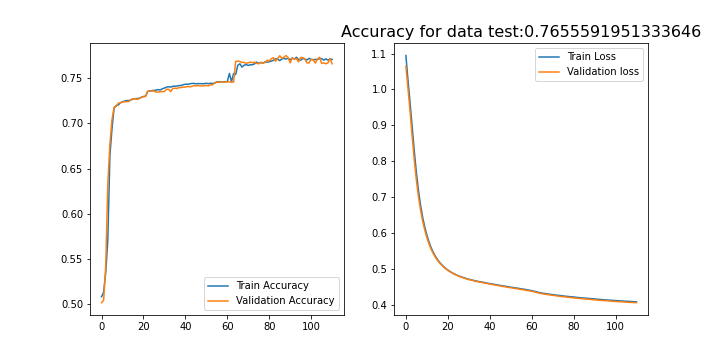 Accuracy for data test:0.7655591951333646
0.75
0.70
0.65
0.60
0.55
0.50
0 20 40 60 80 100
Train Accuracy
Validation Accuracy
1.1
1.0
0.9
0.8
0.7
0.6
0.5
0.4
0 20 40 60 80 100
Train Loss
Validation loss